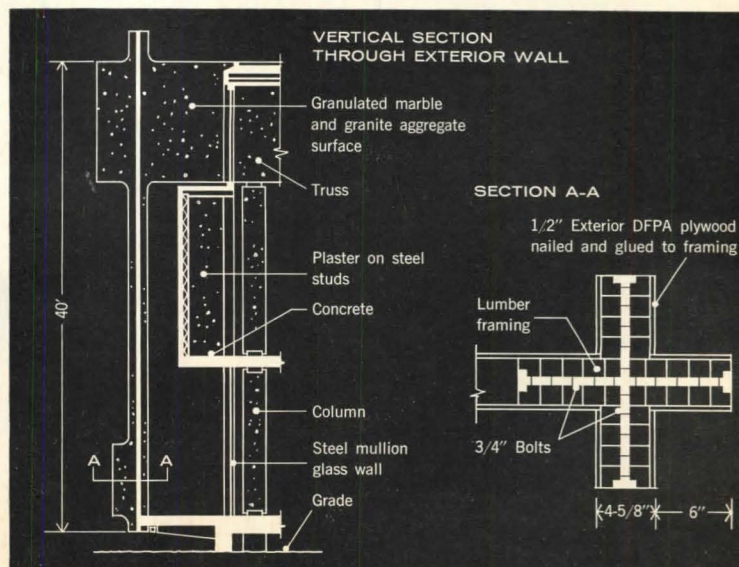 VERTICAL SECTION
THROUGH EXTERIOR WALL
Granulated marble
and granite aggregate
surface
Truss
Plaster on steel
studs
Concrete
Column
Steel mullion
glass wall
Grade
40'
A A
SECTION A-A
1/2" Exterior DFPA plywood
nailed and glued to framing
Lumber
framing
3/4" Bolts
4-5/8" 6"